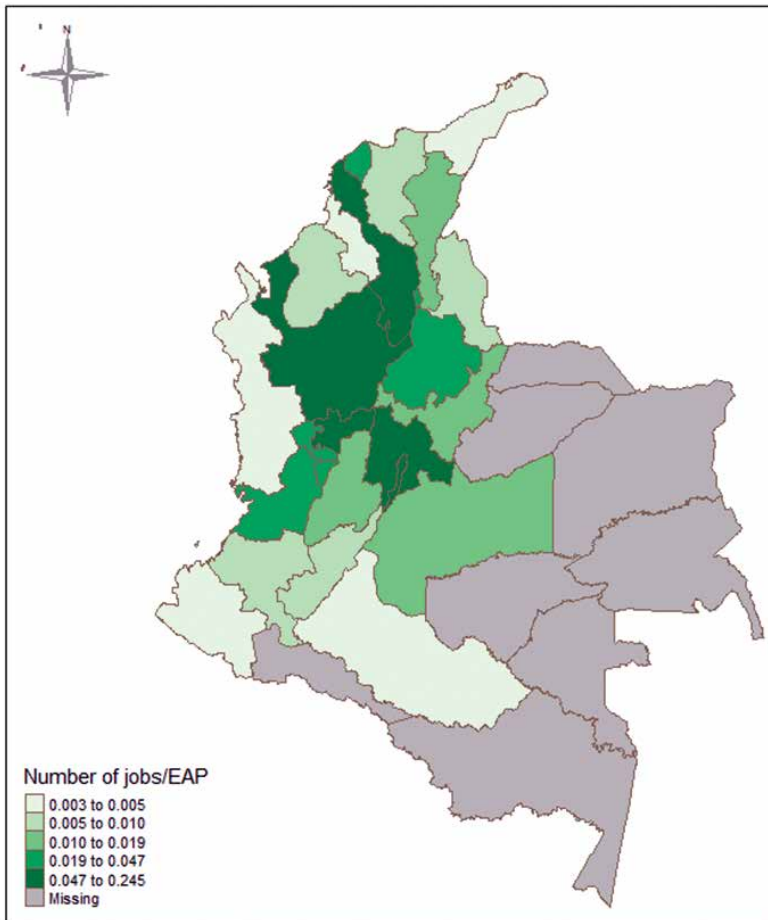 N
Number of jobs/EAP
0.003 to 0.005
0.005 to 0.010
0.010 to 0.019
0.019 to 0.047
0.047 to 0.245
Missing